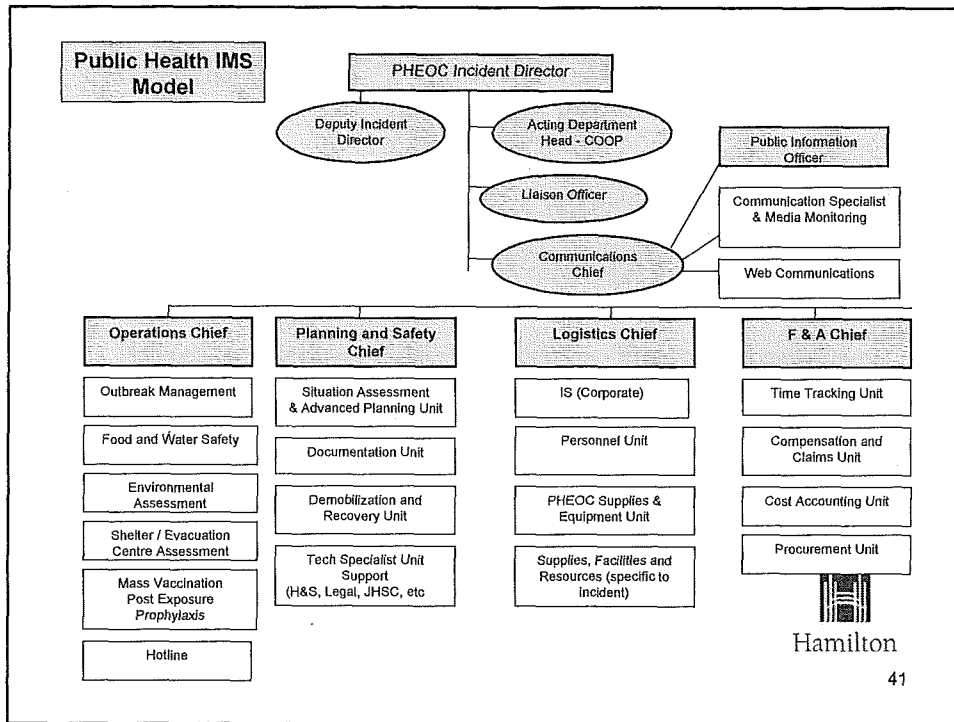 Public Health IMS
Model
PHEOC Incident Director
Deputy Incident
Director
Acting Department
Head - COOP
Liaison Officer
Communications
Chief
Public Information
Officer
Communication Specialist
& Media Monitoring
Web Communications
Operations Chief
Outbreak Management
Food and Water Safety
Environmental
Assessment
Shelter / Evacuation
Centre Assessment
Mass Vaccination
Post Exposure
Prophylaxis
Hotline
Planning and Safety
Chief
Situation Assessment
& Advanced Planning Unit
Documentation Unit
Demobilization and
Recovery Unit
Tech Specialist Unit
Support
(H&S, Legal, JHSC, etc
Logistics Chief
IS (Corporate)
Personnel Unit
PHEOC Supplies &
Equipment Unit
Supplies, Facilities and
Resources (specific to
incident)
F & A Chief
Time Tracking Unit
Compensation and
Claims Unit
Cost Accounting Unit
Procurement Unit
Hamilton
41